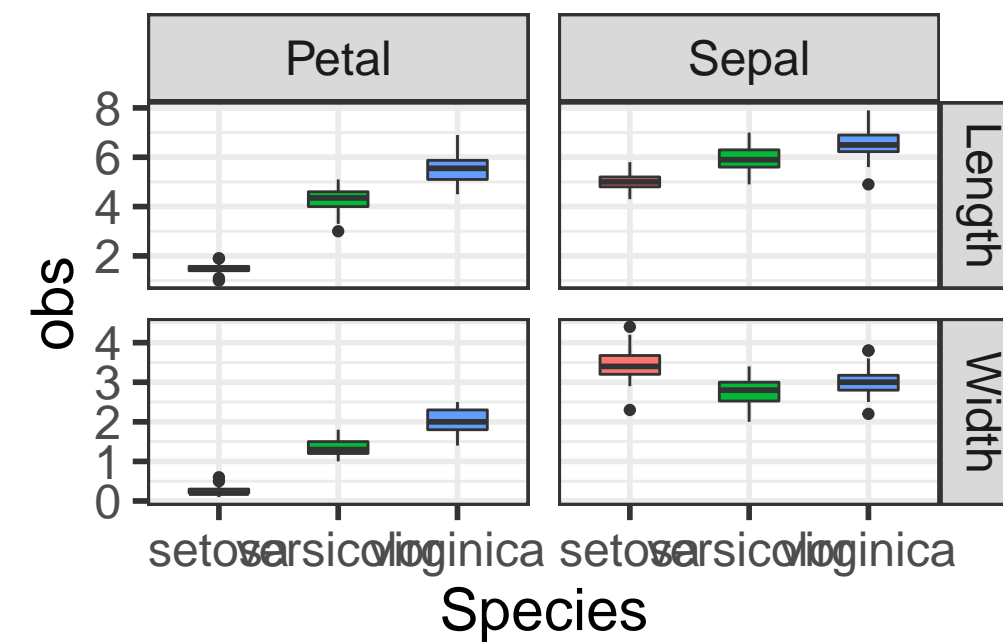 Petal Sepal
8
6
4
2
Length
obs
4
3
2
1
0
Width
setosa versicolor virginica setosa versicolor virginica
Species